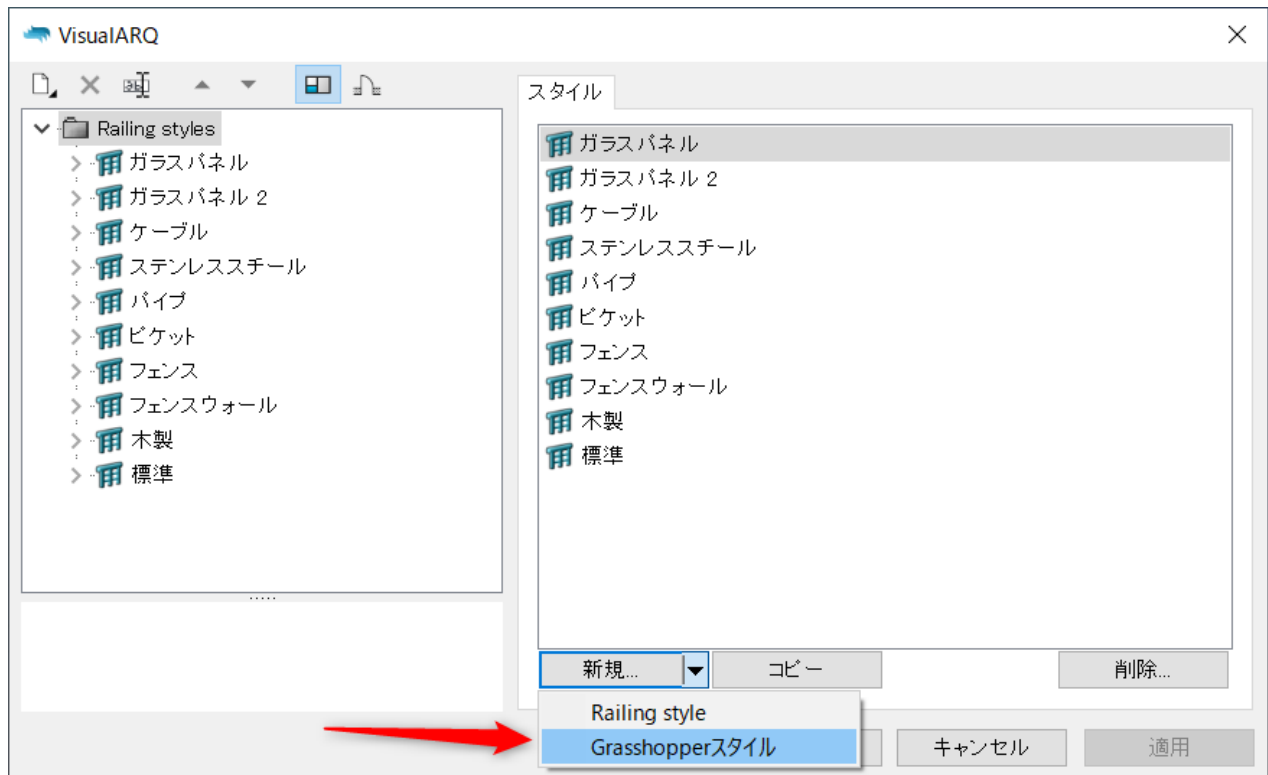 VisualARQ
スタイル
Railing styles
ガラスパネル
ガラスパネル 2
ケーブル
ステンレススチール
パイプ
ピケット
フェンス
フェンスウォール
木製
標準
ガラスパネル
ガラスパネル 2
ケーブル
ステンレススチール
パイプ
ピケット
フェンス
フェンスウォール
木製
標準
新規... コピー 削除...
Railing style
Grasshopperスタイル
キャンセル 適用